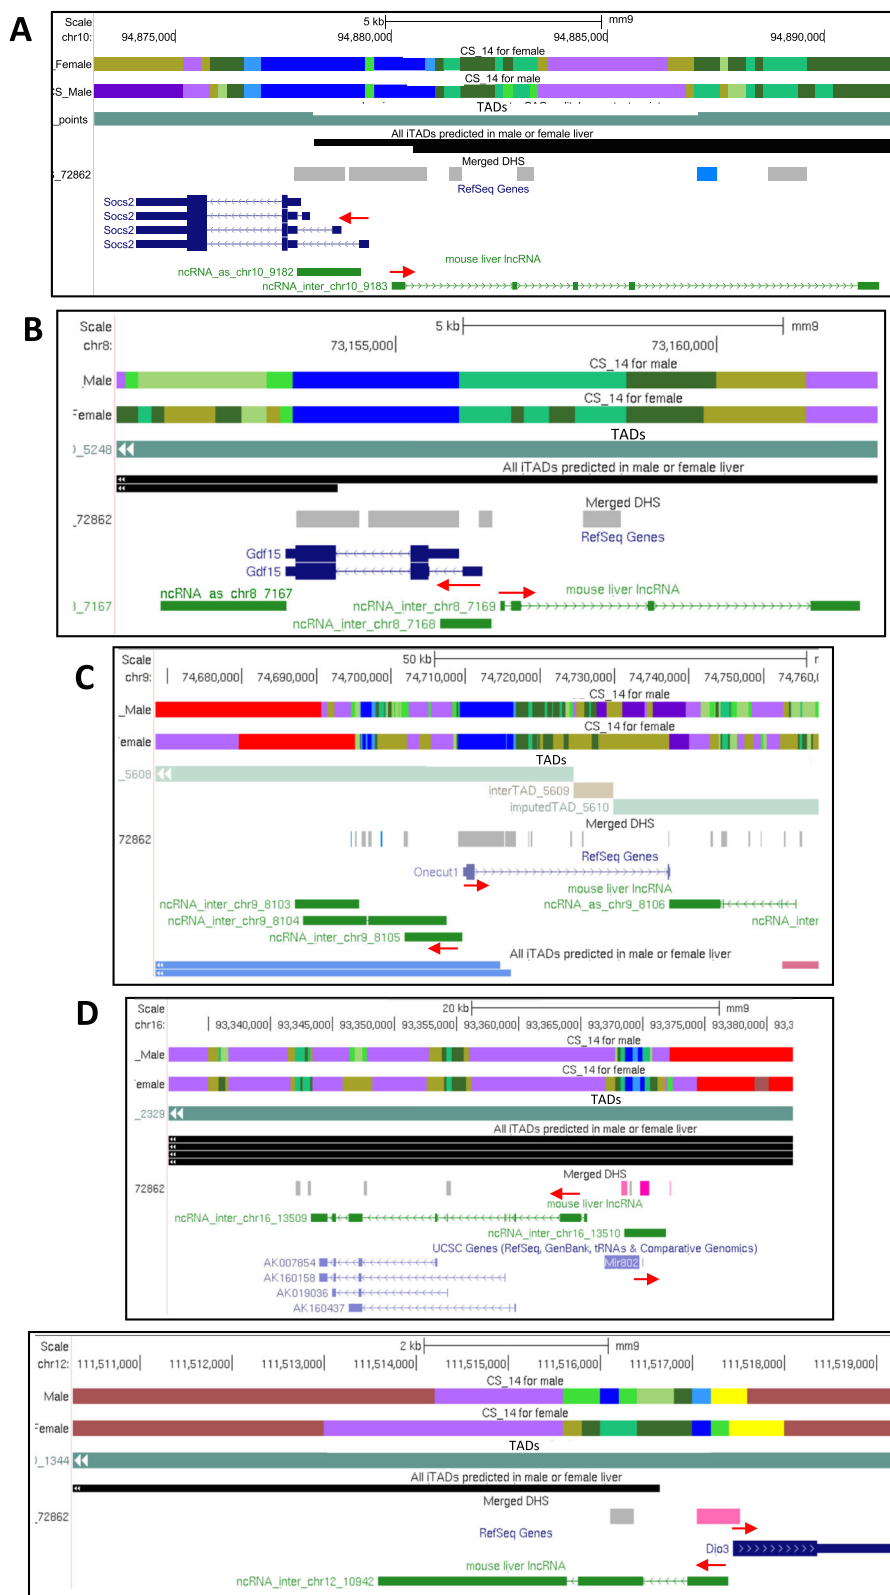 A
Scale 5 kb mm9
chr10: 94,875,000 94,880,000 94,885,000 94,890,000
CS_14 for female
_Female
CS_14 for male
CS_Male
TADs
_points
All iTADs predicted in male or female liver
Merged DHS
_72862
RefSeq Genes
Socs2
Socs2
Socs2
Socs2
mouse liver lncRNA
ncRNA_as_chr10_9182
ncRNA_inter_chr10_9183
B
Scale 5 kb mm9
chr8: 73,155,000 73,160,000
CS_14 for male
_Male
CS_14 for female
Female
TADs
_5248
All iTADs predicted in male or female liver
Merged DHS
_72862
RefSeq Genes
Gdf15
Gdf15
ncRNA_as_chr8_7167 mouse liver lncRNA
8_7167 ncRNA_inter_chr8_7169
ncRNA_inter_chr8_7168
C
Scale 50 kb
chr9: 74,680,000 74,690,000 74,700,000 74,710,000 74,720,000 74,730,000 74,740,000 74,750,000 74,760,
CS_14 for male
_Male
CS_14 for female
emale
TADs
_5608
interTAD_5609
imputedTAD_5610
Merged DHS
72862
RefSeq Genes
Onecut1
mouse liver lncRNA
ncRNA_inter_chr9_8103 ncRNA_as_chr9_8106
ncRNA_inter_chr9_8104 ncRNA_inter
ncRNA_inter_chr9_8105
All iTADs predicted in male or female liver
D
Scale 20 kb mm9
chr16: 93,340,000 93,345,000 93,350,000 93,355,000 93,360,000 93,365,000 93,370,000 93,375,000 93,380,000 93,3
CS_14 for male
_Male
CS_14 for female
emale
TADs
_2329
All iTADs predicted in male or female liver
Merged DHS
72862
mouse liver lncRNA
ncRNA_inter_chr16_13509
ncRNA_inter_chr16_13510
UCSC Genes (RefSeq, GenBank, tRNAs & Comparative Genomics)
AK007854 Mir802
AK160158
AK019036
AK160437
Scale 2 kb mm9
chr12: 111,511,000 111,512,000 111,513,000 111,514,000 111,515,000 111,516,000 111,517,000 111,518,000 111,519,000
CS_14 for male
Male
CS_14 for female
Female
TADs
_1344
All iTADs predicted in male or female liver
Merged DHS
_72862
RefSeq Genes
Dio3
mouse liver lncRNA
ncRNA_inter_chr12_10942